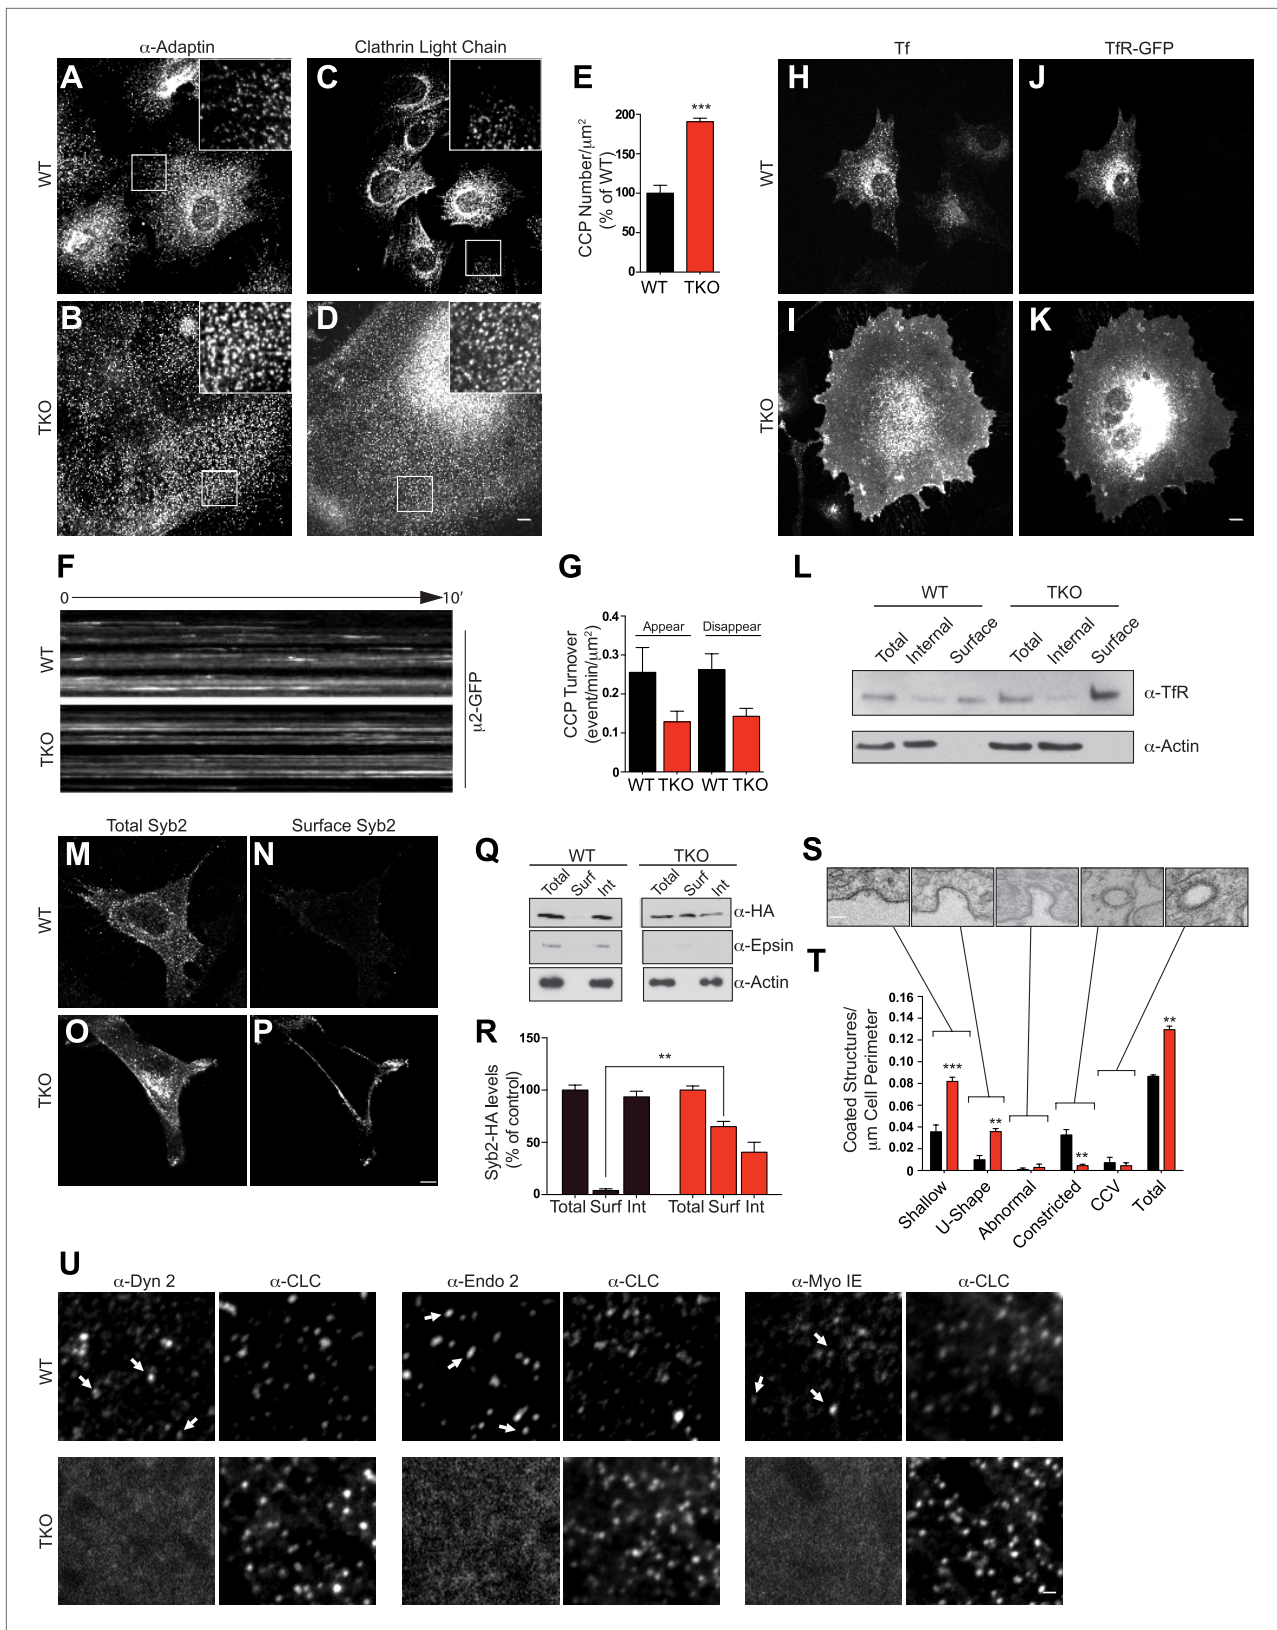 α-Adaptin
Clathrin Light Chain
A
C
WT
B
D
TKO
E
***
CCP Number/μm²
(% of WT)
200
150
100
50
0
WT TKO
Tf
TfR-GFP
H
J
WT
I
K
TKO
F
0
10'
WT
TKO
μ2-GFP
G
CCP Turnover
(event/min/μm²)
0.4
0.3
0.2
0.1
0
Appear
Disappear
WT TKO WT TKO
L
WT
TKO
Total Internal Surface Total Internal Surface
α-TfR
α-Actin
Total Syb2
Surface Syb2
M
N
WT
O
P
TKO
Q
WT
TKO
Total Surf Int Total Surf Int
α-HA
α-Epsin
α-Actin
R
Syb2-HA levels
(% of control)
150
100
50
0
**
Total Surf Int Total Surf Int
S
T
Coated Structures/
μm Cell Perimeter
0.16
0.14
0.12
0.10
0.08
0.06
0.04
0.02
0
***
**
**
**
Shallow
U-Shape
Abnormal
Constricted
CCV
Total
U
α-Dyn 2
α-CLC
α-Endo 2
α-CLC
α-Myo IE
α-CLC
WT
TKO